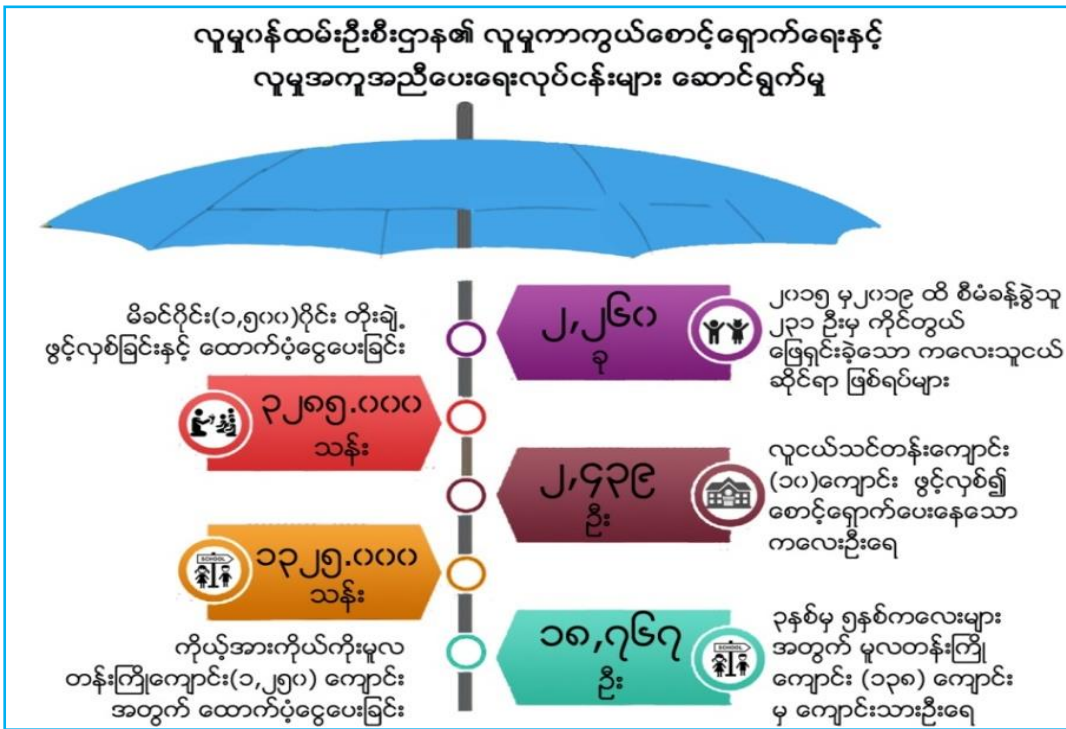 လူမှုဝန်ထမ်းဦးစီးဌာန၏ လူမှုကာကွယ်စောင့်ရှောက်ရေးနှင့်
လူမှုအကူအညီပေးရေးလုပ်ငန်းများ ဆောင်ရွက်မှု
မိခင်ဝိုင်း(၁,၅၀၀)ဝိုင်း တိုးချဲ့
ဖွင့်လှစ်ခြင်းနှင့် ထောက်ပံ့ငွေပေးခြင်း
၃၂၈၅.၀၀၀
သန်း
၂,၂၆၀
ခု
၂၀၁၅ မှ၂၀၁၉ ထိ စီမံခန့်ခွဲသူ
၂၃၁ ဦးမှ ကိုင်တွယ်
ဖြေရှင်းခဲ့သော ကလေးသူငယ်
ဆိုင်ရာ ဖြစ်ရပ်များ
၂,၄၃၉
ဦး
လူငယ်သင်တန်းကျောင်း
(၁၀)ကျောင်း ဖွင့်လှစ်၍
စောင့်ရှောက်ပေးနေသော
ကလေးဦးရေ
SCHOOL
၁၃၂၅.၀၀၀
သန်း
ကိုယ့်အားကိုယ်ကိုးမူလ
တန်းကြိုကျောင်း(၁,၂၅၀) ကျောင်း
အတွက် ထောက်ပံ့ငွေပေးခြင်း
၁၈,၇၆၇
ဦး
SCHOOL
၃နှစ်မှ ၅နှစ်ကလေးများ
အတွက် မူလတန်းကြို
ကျောင်း (၁၃၈) ကျောင်း
မှ ကျောင်းသားဦးရေ